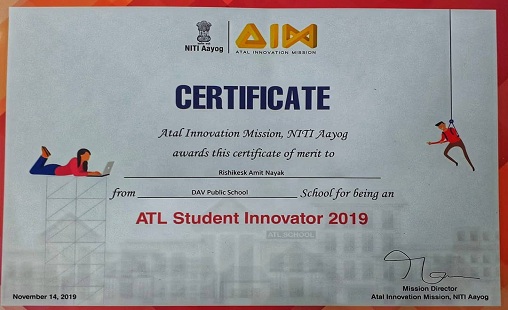 NITI Aayog
AIM
ATAL INNOVATION MISSION
CERTIFICATE
Atal Innovation Mission, NITI Aayog
awards this certificate of merit to
Rishikesk Amit Nayak
from DAV Public School School for being an
ATL Student Innovator 2019
ATL SCHOOL
November 14, 2019
Mission Director
Atal Innovation Mission, NITI Aayog